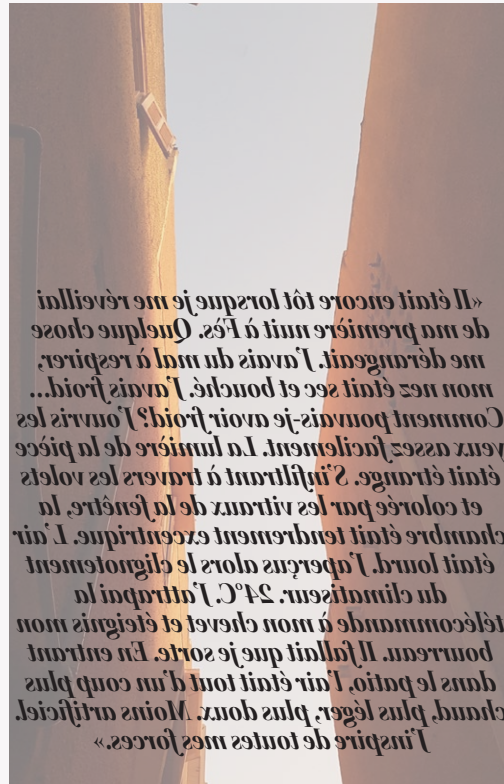 «Il était encore tôt lorsque je me réveillai
de ma première nuit à Fès. Quelque chose
me dérangeait. J'avais du mal à respirer,
mon nez était sec et bouché. J'avais froid…
Comment pouvais-je avoir froid? J'ouvris les
yeux assez facilement. La lumière de la pièce
était étrange. S'infiltrant à travers les volets
et colorée par les vitraux de la fenêtre, la
chambre était tendrement excentrique. L'air
était lourd. J'aperçus alors le clignotement
du climatiseur. 24°C. J'attrapai la
télécommande à mon chevet et éteignis mon
bourreau. Il fallait que je sorte. En entrant
dans le patio, l'air était tout d'un coup plus
chaud, plus léger, plus doux. Moins artificiel.
J'inspire de toutes mes forces.»